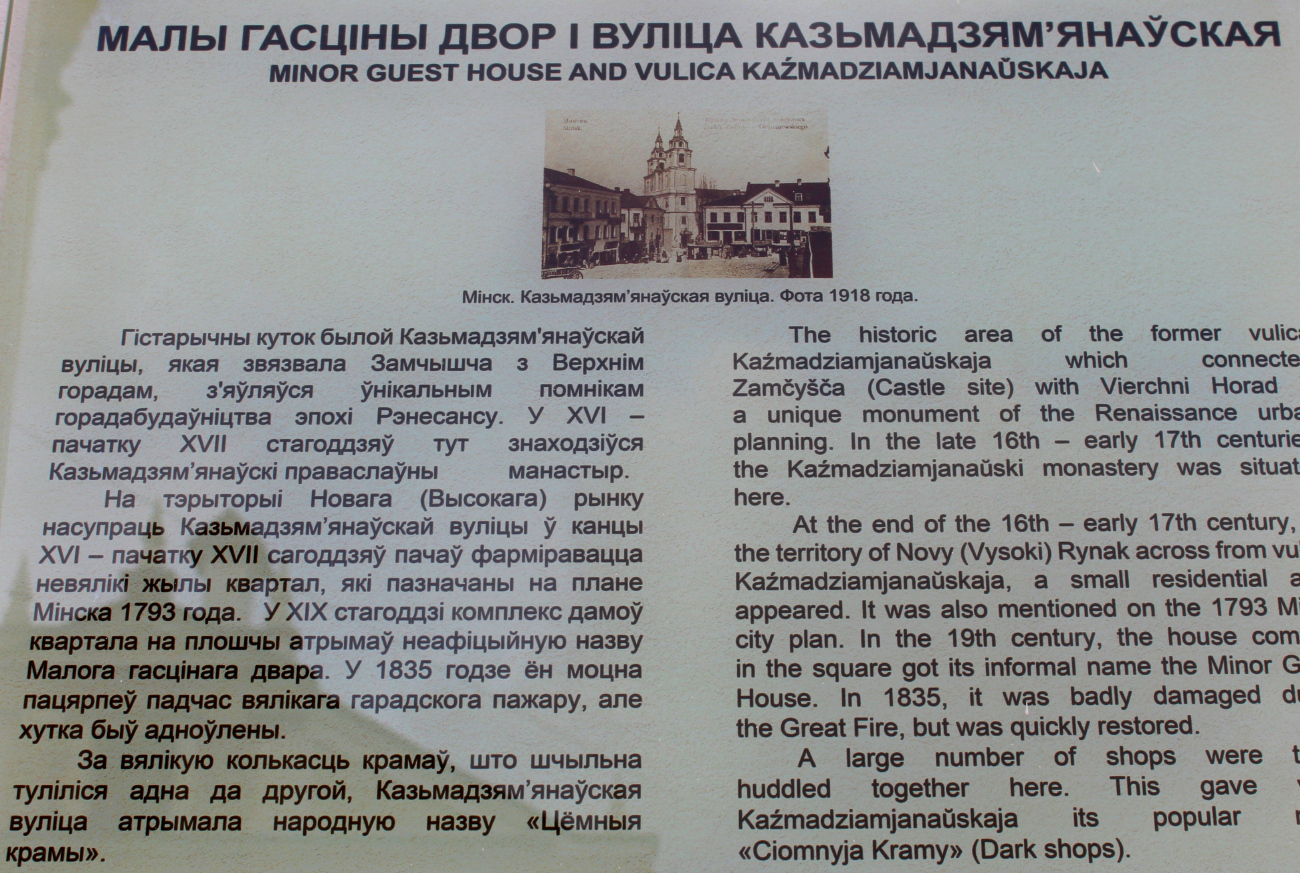 МАЛЫ ГАСЦІНЫ ДВОР І ВУЛІЦА КАЗЬМАДЗЯМ’ЯНАЎСКАЯ
MINOR GUEST HOUSE AND VULICA KAŹMADZIAMJANAŬSKAJA
Мінск. Казьмадзям’янаўская вуліца. Фота 1918 года.
Гістарычны куток былой Казьмадзям'янаўскай
вуліцы, якая звязвала Замчышча з Верхнім
горадам, з'яўляўся ўнікальным помнікам
горадабудаўніцтва эпохі Рэнесансу. У XVI –
пачатку XVII стагоддзяў тут знаходзіўся
Казьмадзям’янаўскі праваслаўны манастыр.
На тэрыторыі Новага (Высокага) рынку
насупраць Казьмадзям’янаўскай вуліцы ў канцы
XVI – пачатку XVII сагоддзяў пачаў фарміравацца
невялікі жылы квартал, які пазначаны на плане
Мінска 1793 года. У XIX стагоддзі комплекс дамоў
квартала на плошчы атрымаў неафіцыйную назву
Малога гасцінага двара. У 1835 годзе ён моцна
пацярпеў падчас вялікага гарадскога пажару, але
хутка быў адноўлены.
За вялікую колькасць крамаў, што шчыльна
туліліся адна да другой, Казьмадзям’янаўская
вуліца атрымала народную назву «Цёмныя
крамы».
The historic area of the former vulica
Kaźmadziamjanaŭskaja which connecte
Zamčyšča (Castle site) with Vierchni Horad
a unique monument of the Renaissance urba
planning. In the late 16th – early 17th centurie
the Kaźmadziamjanaŭski monastery was situat
here.
At the end of the 16th – early 17th century,
the territory of Novy (Vysoki) Rynak across from vu
Kaźmadziamjanaŭskaja, a small residential a
appeared. It was also mentioned on the 1793 Mi
city plan. In the 19th century, the house com
in the square got its informal name the Minor G
House. In 1835, it was badly damaged du
the Great Fire, but was quickly restored.
A large number of shops were t
huddled together here. This gave v
Kaźmadziamjanaŭskaja its popular n
«Ciomnyja Kramy» (Dark shops).